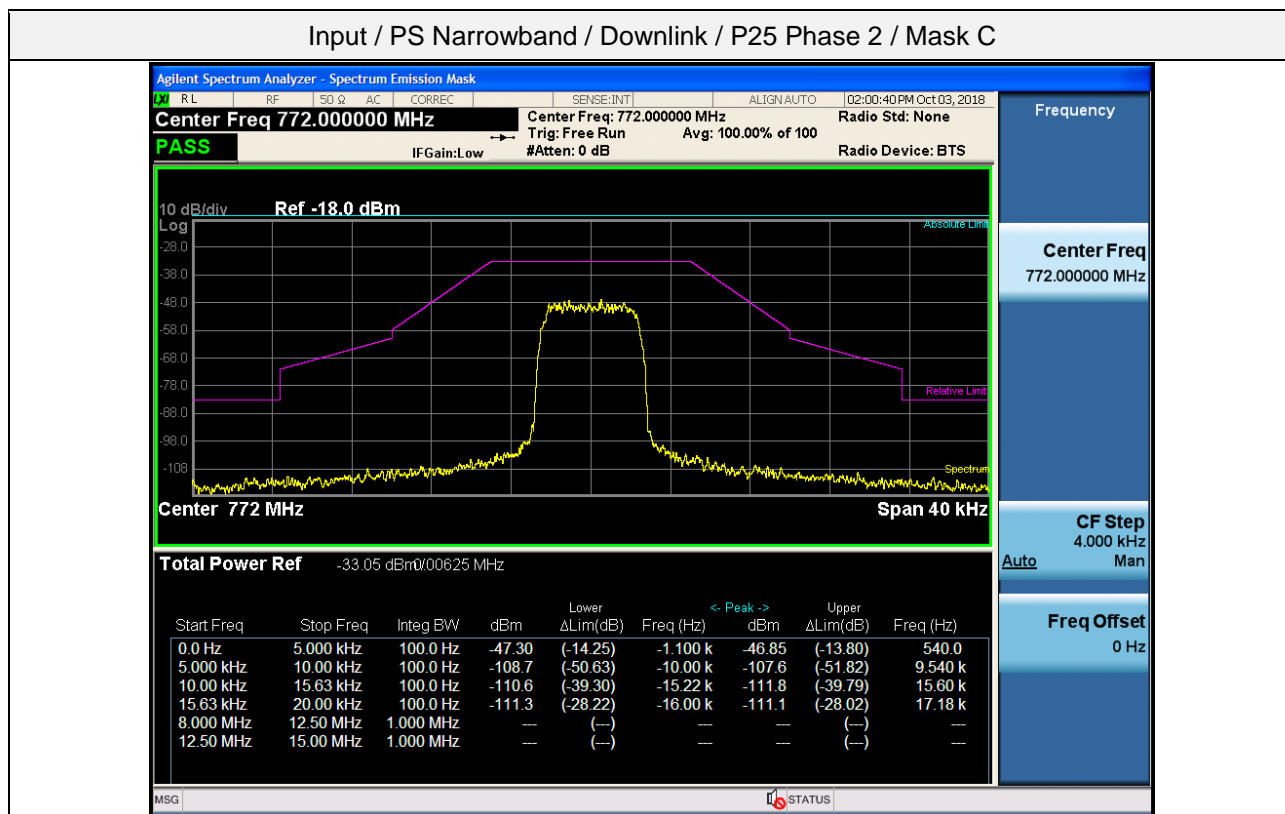 Input / PS Narrowband / Downlink / P25 Phase 2 / Mask C
Agilent Spectrum Analyzer - Spectrum Emission Mask
LXI RL RF 50 Ω AC CORREC SENSE:INT ALIGN AUTO 02:00:40 PM Oct 03, 2018
Center Freq 772.000000 MHz Center Freq: 772.000000 MHz Radio Std: None
Trig: Free Run Avg: 100.00% of 100
PASS IFGain:Low #Atten: 0 dB Radio Device: BTS
Frequency
10 dB/div Ref -18.0 dBm
Log
Absolute Limit
-28.0
-38.0
-48.0
-58.0
-68.0
-78.0
Relative Limit
-88.0
-98.0
-108
Spectrum
Center 772 MHz Span 40 kHz
Center Freq
772.000000 MHz
CF Step
4.000 kHz
Auto Man
Freq Offset
0 Hz
Total Power Ref -33.05 dBm/0.00625 MHz
Lower <- Peak -> Upper
Start Freq Stop Freq Integ BW dBm ΔLim(dB) Freq (Hz) dBm ΔLim(dB) Freq (Hz)
0.0 Hz 5.000 kHz 100.0 Hz -47.30 (-14.25) -1.100 k -46.85 (-13.80) 540.0
5.000 kHz 10.00 kHz 100.0 Hz -108.7 (-50.63) -10.00 k -107.6 (-51.82) 9.540 k
10.00 kHz 15.63 kHz 100.0 Hz -110.6 (-39.30) -15.22 k -111.8 (-39.79) 15.60 k
15.63 kHz 20.00 kHz 100.0 Hz -111.3 (-28.22) -16.00 k -111.1 (-28.02) 17.18 k
8.000 MHz 12.50 MHz 1.000 MHz --- (---) --- --- (---) ---
12.50 MHz 15.00 MHz 1.000 MHz --- (---) --- --- (---) ---
MSG STATUS